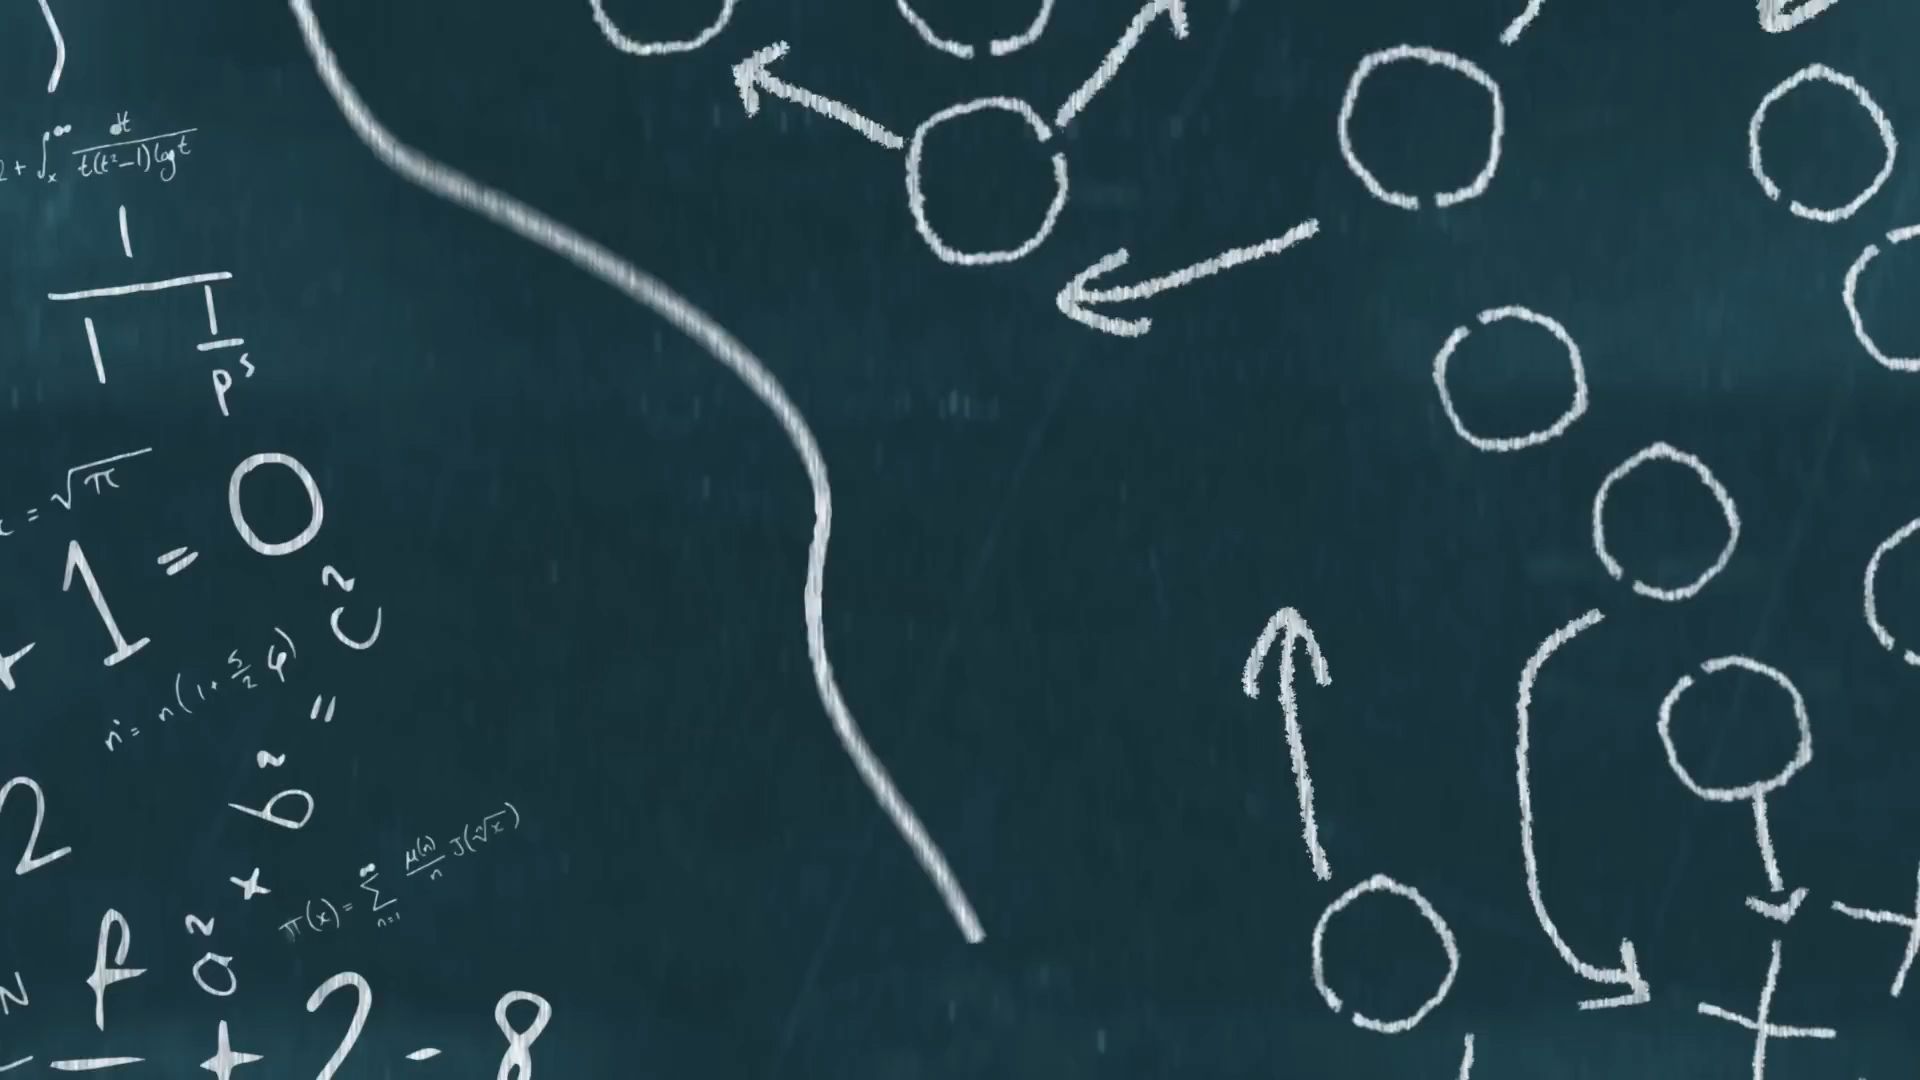 2 + ∫ₓ^∞ dt / t(t²-1) log t
1 / 1 1/pˢ
= √π
+ 1 = 0
n' = n(1 + s/2 φ)
a² + b² = c²
2
π(x) = Σ_{n=1}^∞ μ(n)/n J(ⁿ√x)
N f
- + 2 - 8